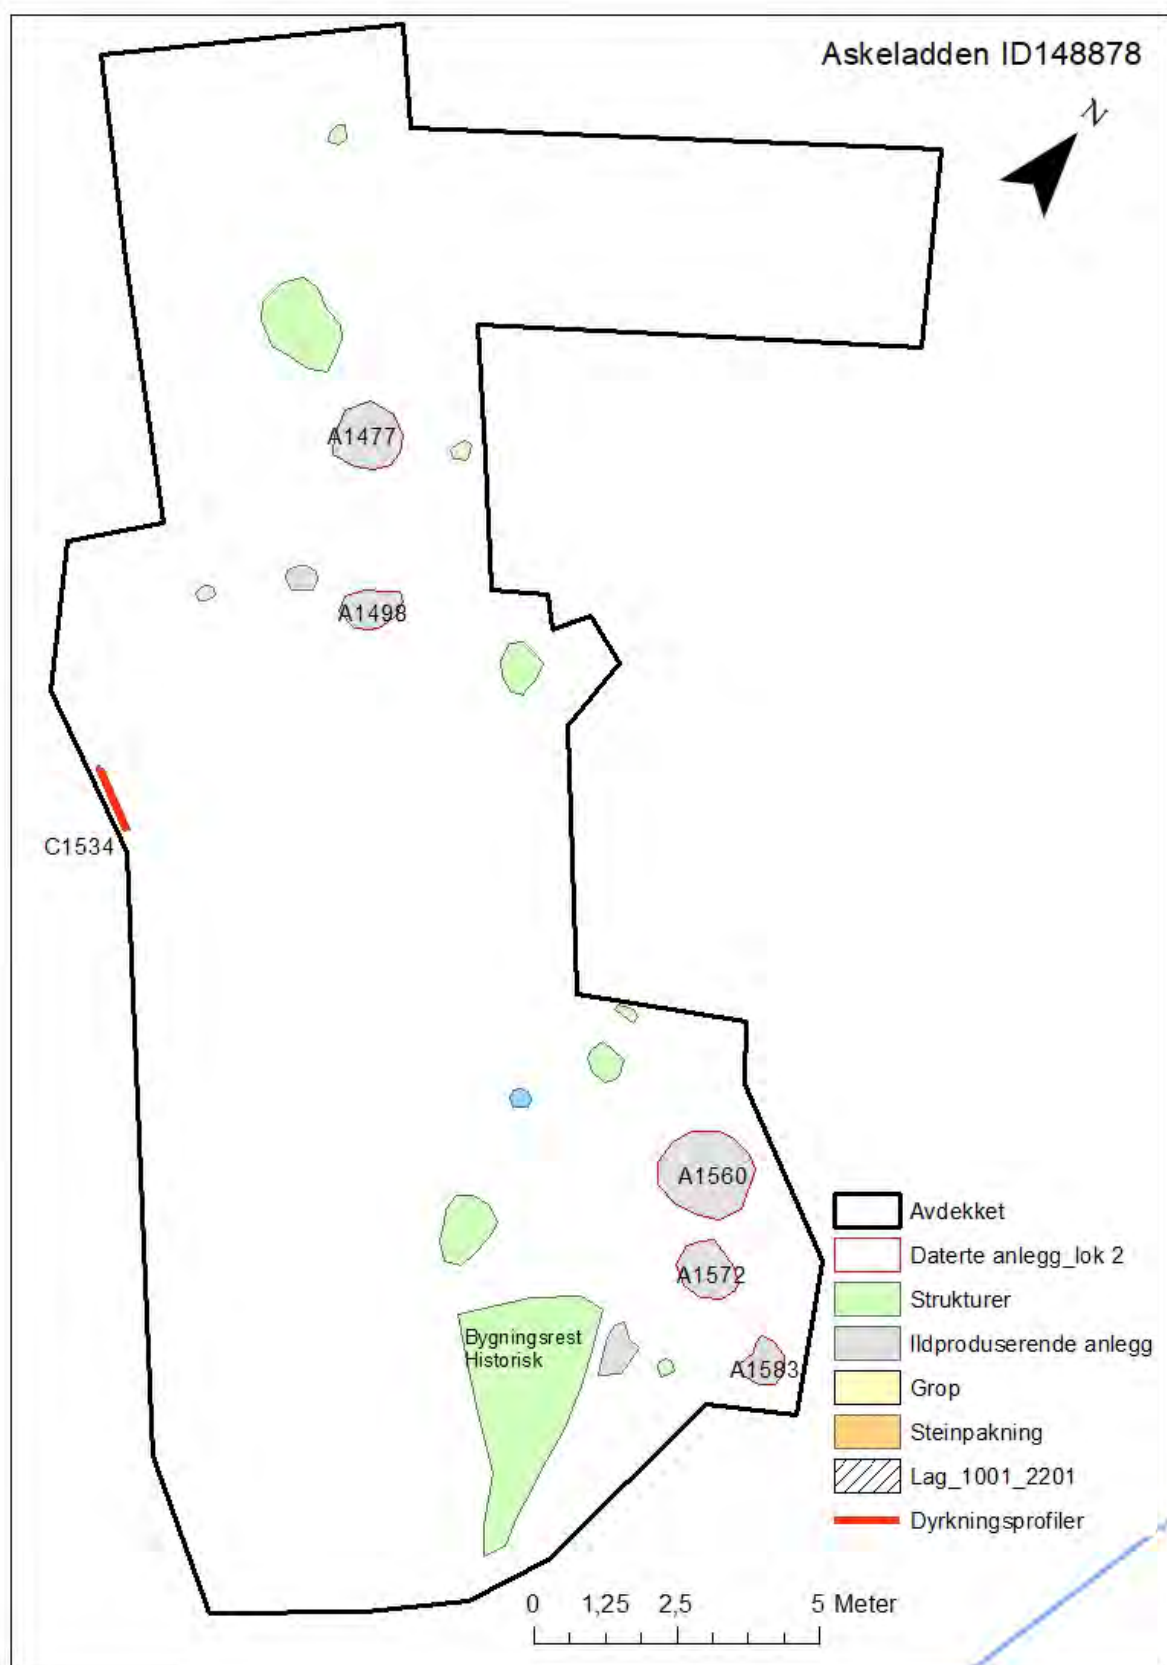 Askeladden ID148878
N
A1477
A1498
C1534
A1560
A1572
A1583
Bygningsrest
Historisk
Avdekket
Daterte anlegg_lok 2
Strukturer
Ildproduserende anlegg
Grop
Steinpakning
Lag_1001_2201
Dyrkningsprofiler
0 1,25 2,5 5 Meter